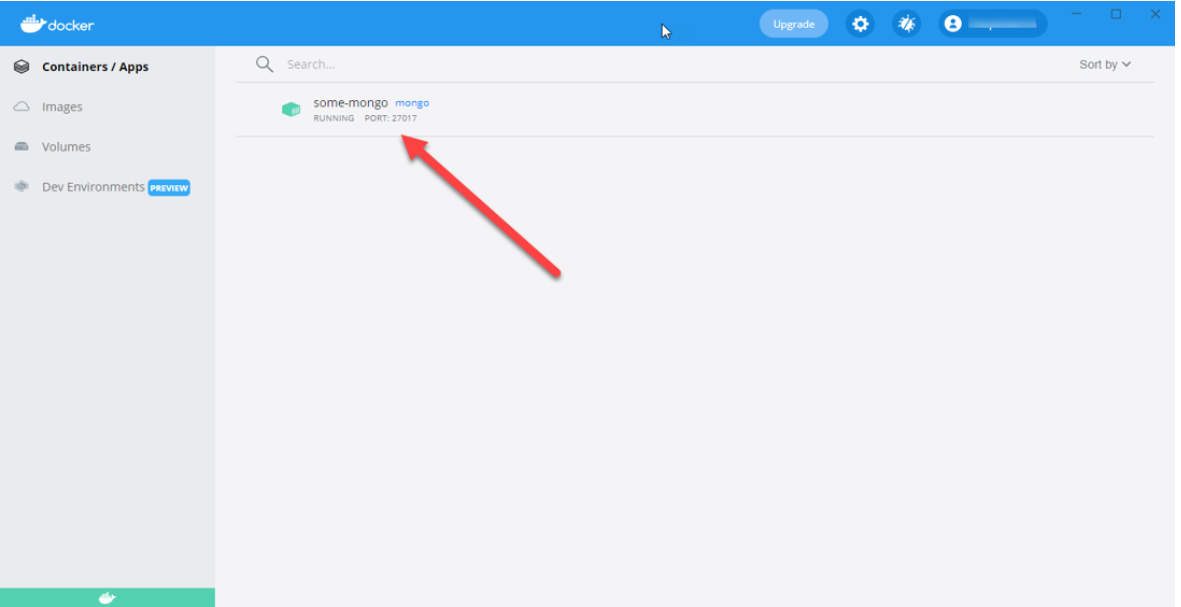 docker
Upgrade
Containers / Apps
Images
Volumes
Dev Environments PREVIEW
Search...
Sort by
some-mongo mongo
RUNNING PORT: 27017